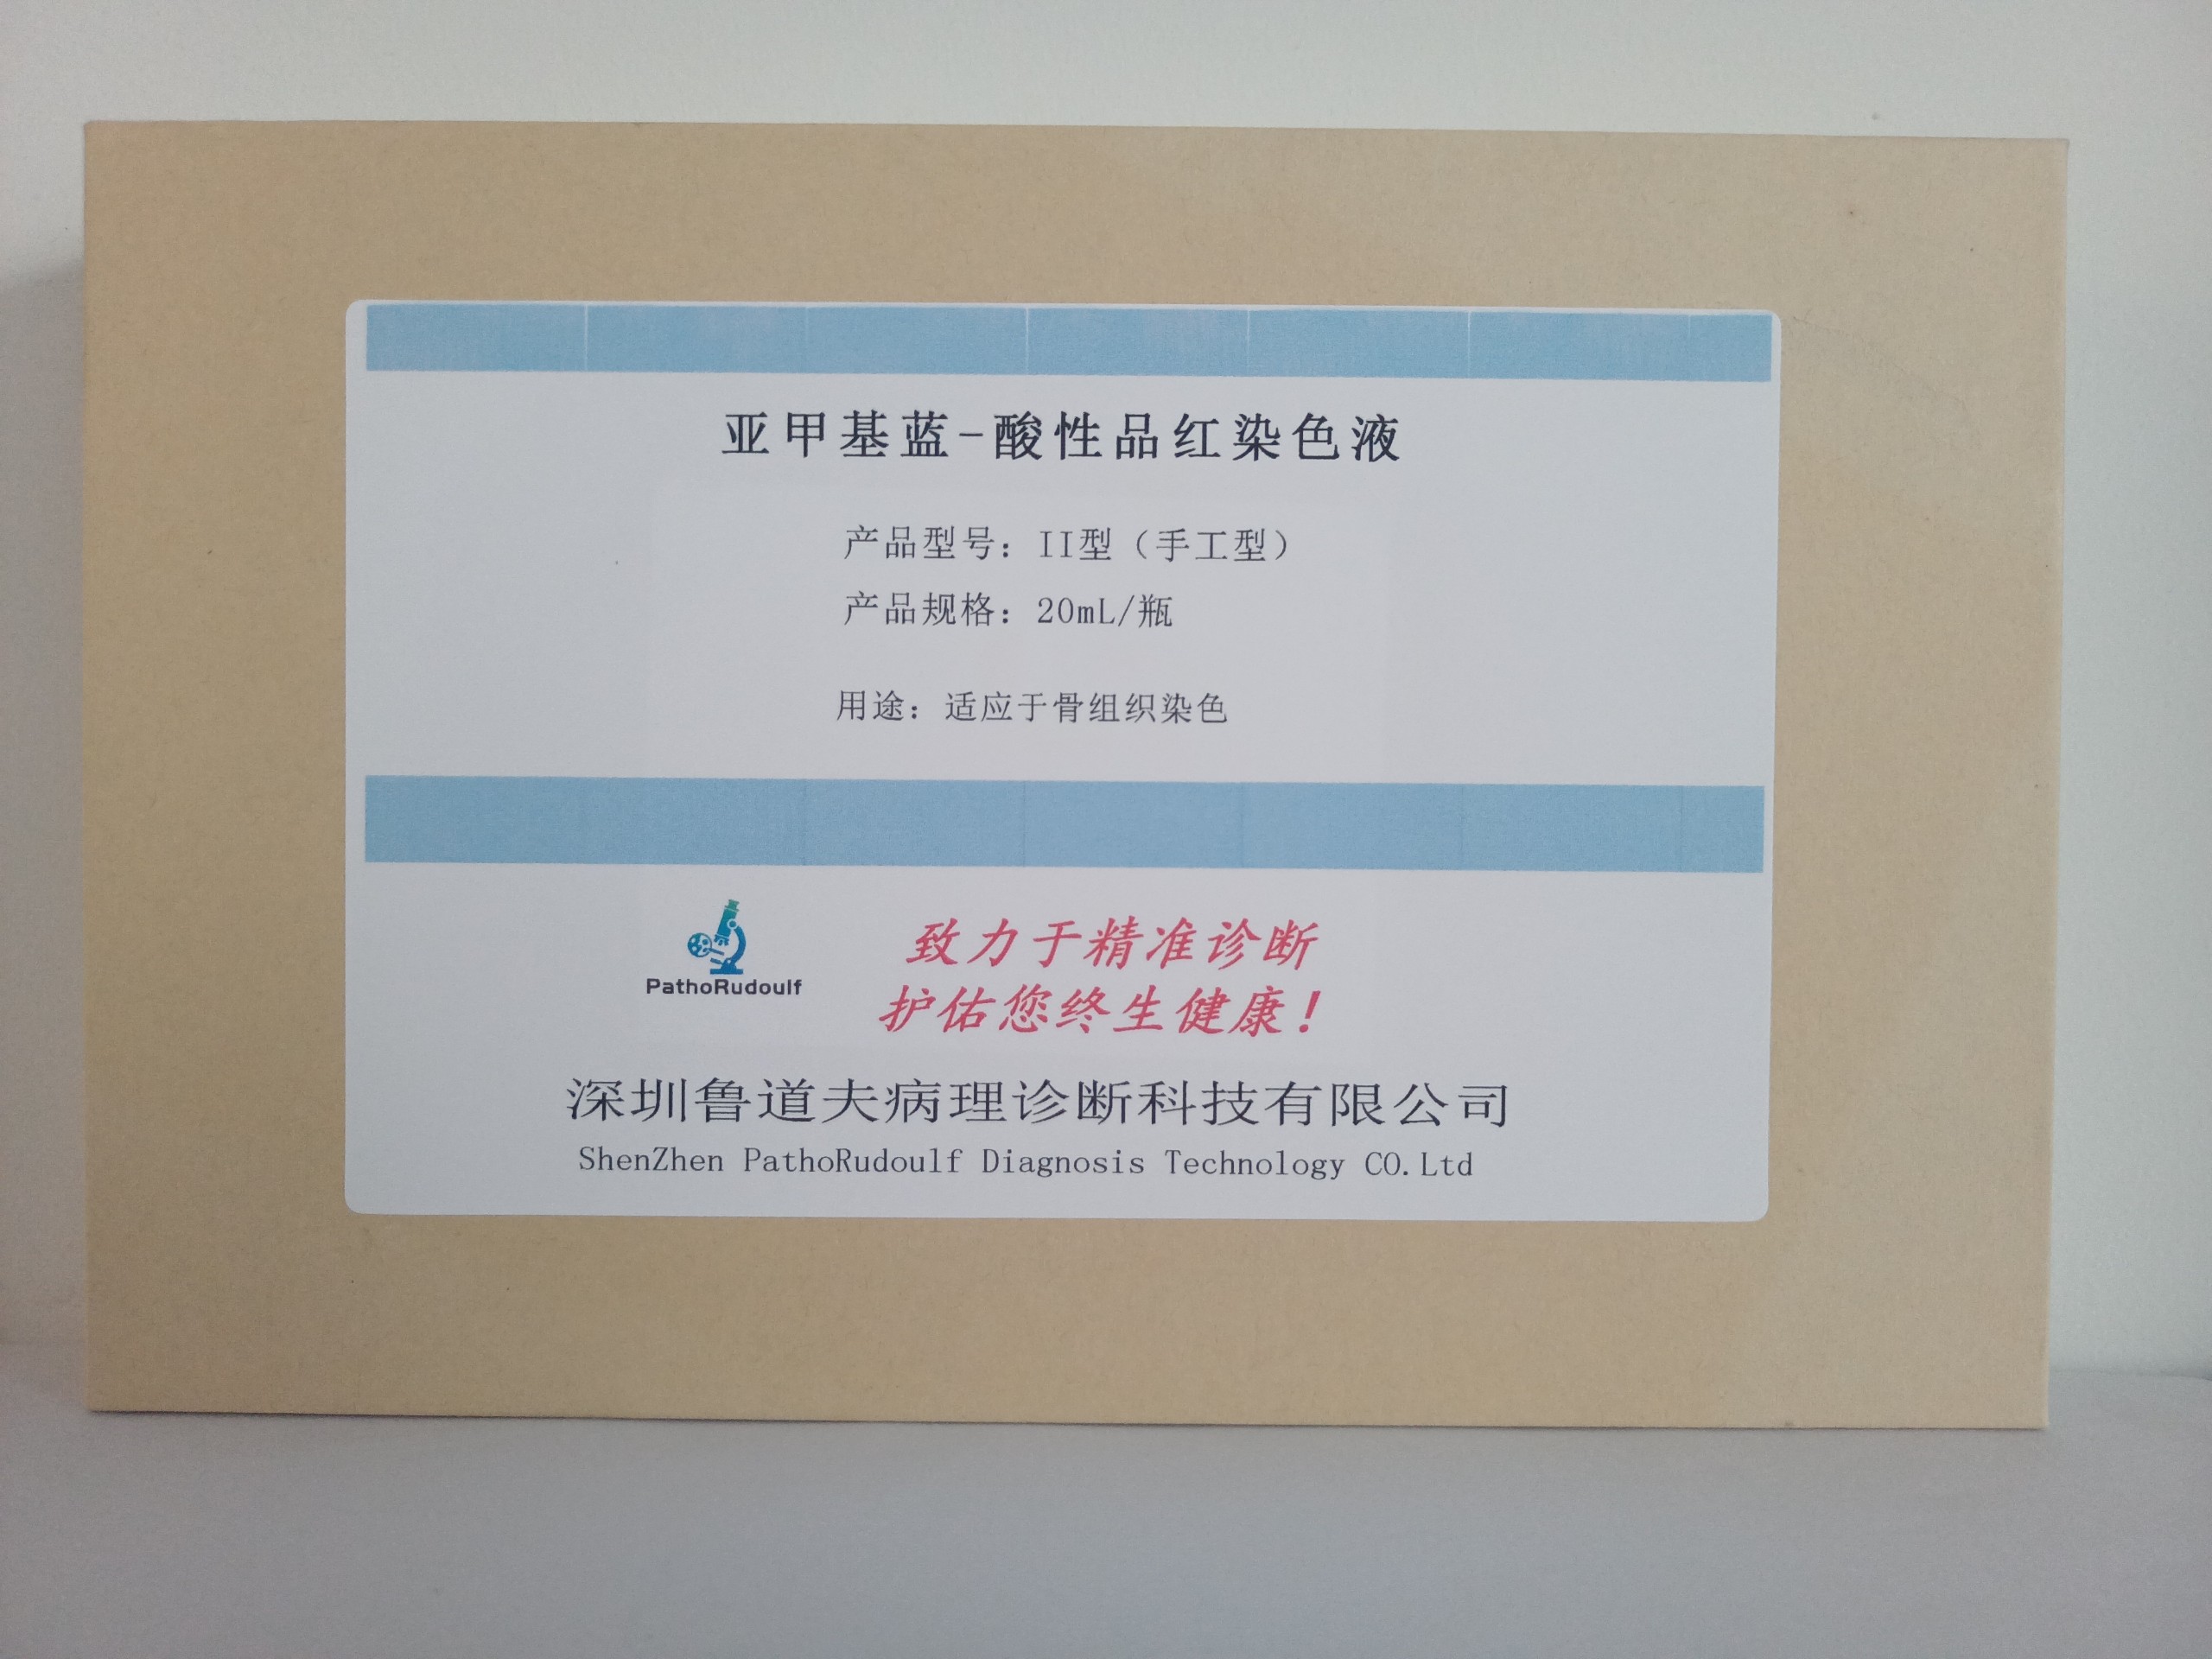 亚甲基蓝-酸性品红染色液
产品型号：II型（手工型）
产品规格：20mL/瓶
用途：适应于骨组织染色
PathoRudoulf
致力于精准诊断
护佑您终生健康！
深圳鲁道夫病理诊断科技有限公司
ShenZhen PathoRudoulf Diagnosis Technology CO.Ltd